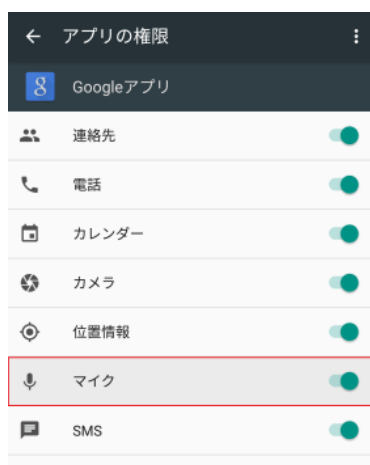 アプリの権限
Googleアプリ
連絡先
電話
カレンダー
カメラ
位置情報
マイク
SMS